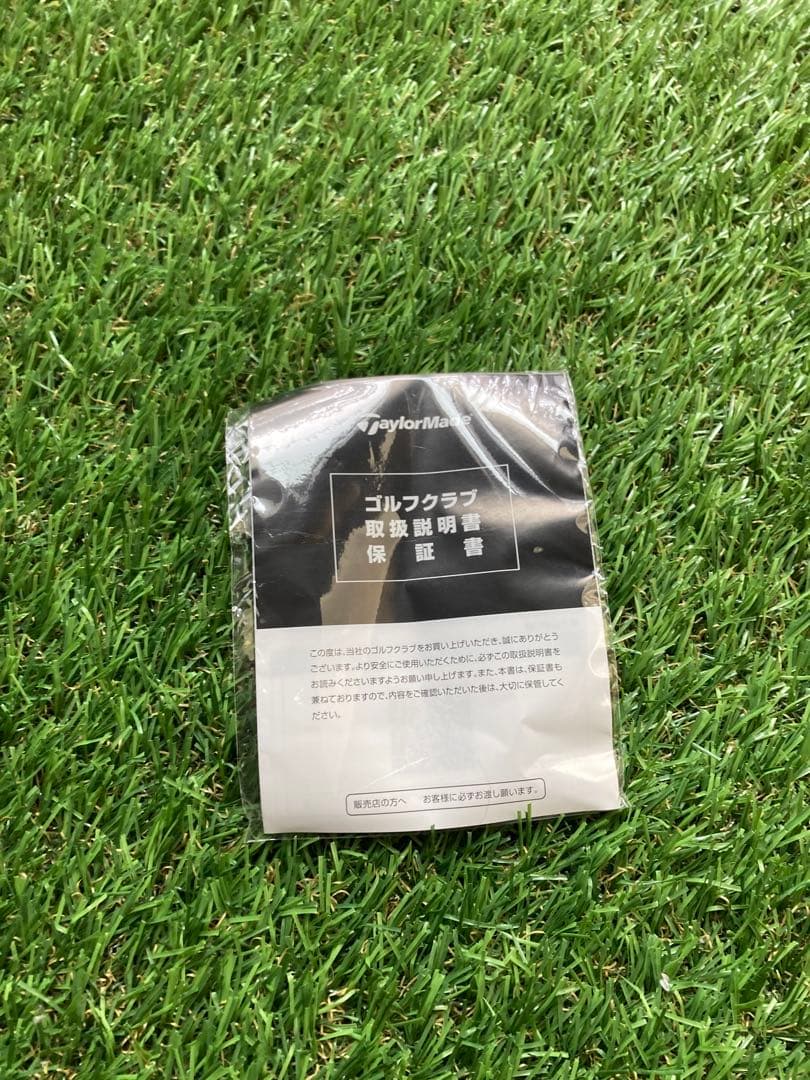 TaylorMade
ゴルフクラブ
取扱説明書
保証書
この度は、当社のゴルフクラブをお買い上げいただき、誠にありがとう
ございます。より安全にご使用いただくために、必ずこの取扱説明書を
お読みくださいますようお願い申し上げます。また、本書は、保証書も
兼ねておりますので、内容をご確認いただいた後は、大切に保管してく
ださい。
販売店の方へ お客様に必ずお渡し願います。